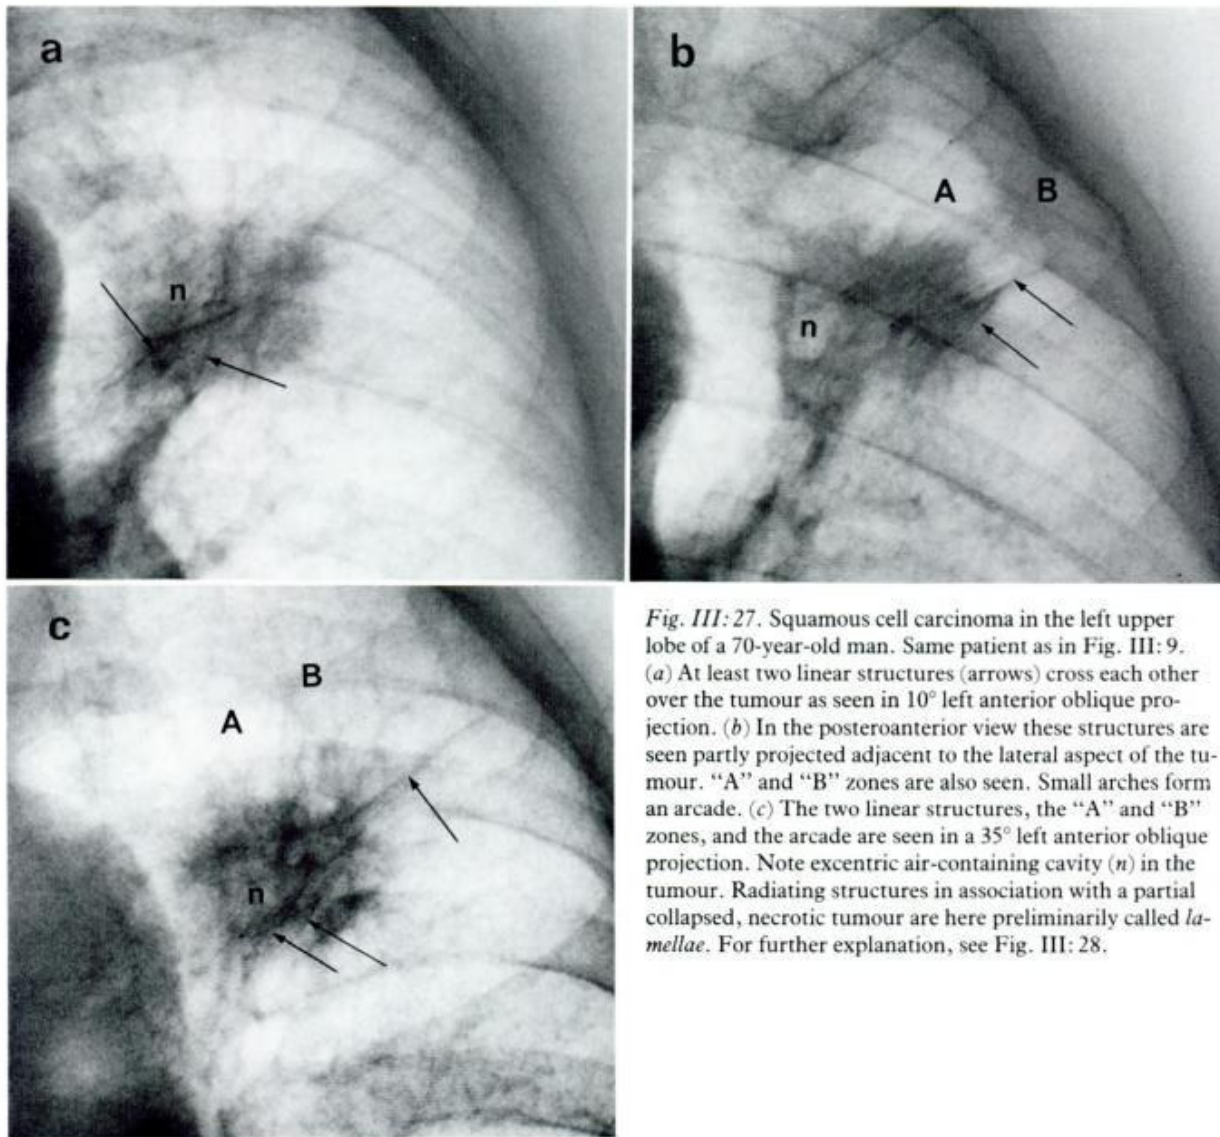 a
n
b
A
B
n
c
B
A
n
Fig. III: 27. Squamous cell carcinoma in the left upper
lobe of a 70-year-old man. Same patient as in Fig. III: 9.
(a) At least two linear structures (arrows) cross each other
over the tumour as seen in 10° left anterior oblique pro-
jection. (b) In the posteroanterior view these structures are
seen partly projected adjacent to the lateral aspect of the tu-
mour. “A” and “B” zones are also seen. Small arches form
an arcade. (c) The two linear structures, the “A” and “B”
zones, and the arcade are seen in a 35° left anterior oblique
projection. Note excentric air-containing cavity (n) in the
tumour. Radiating structures in association with a partial
collapsed, necrotic tumour are here preliminarily called la-
mellae. For further explanation, see Fig. III: 28.